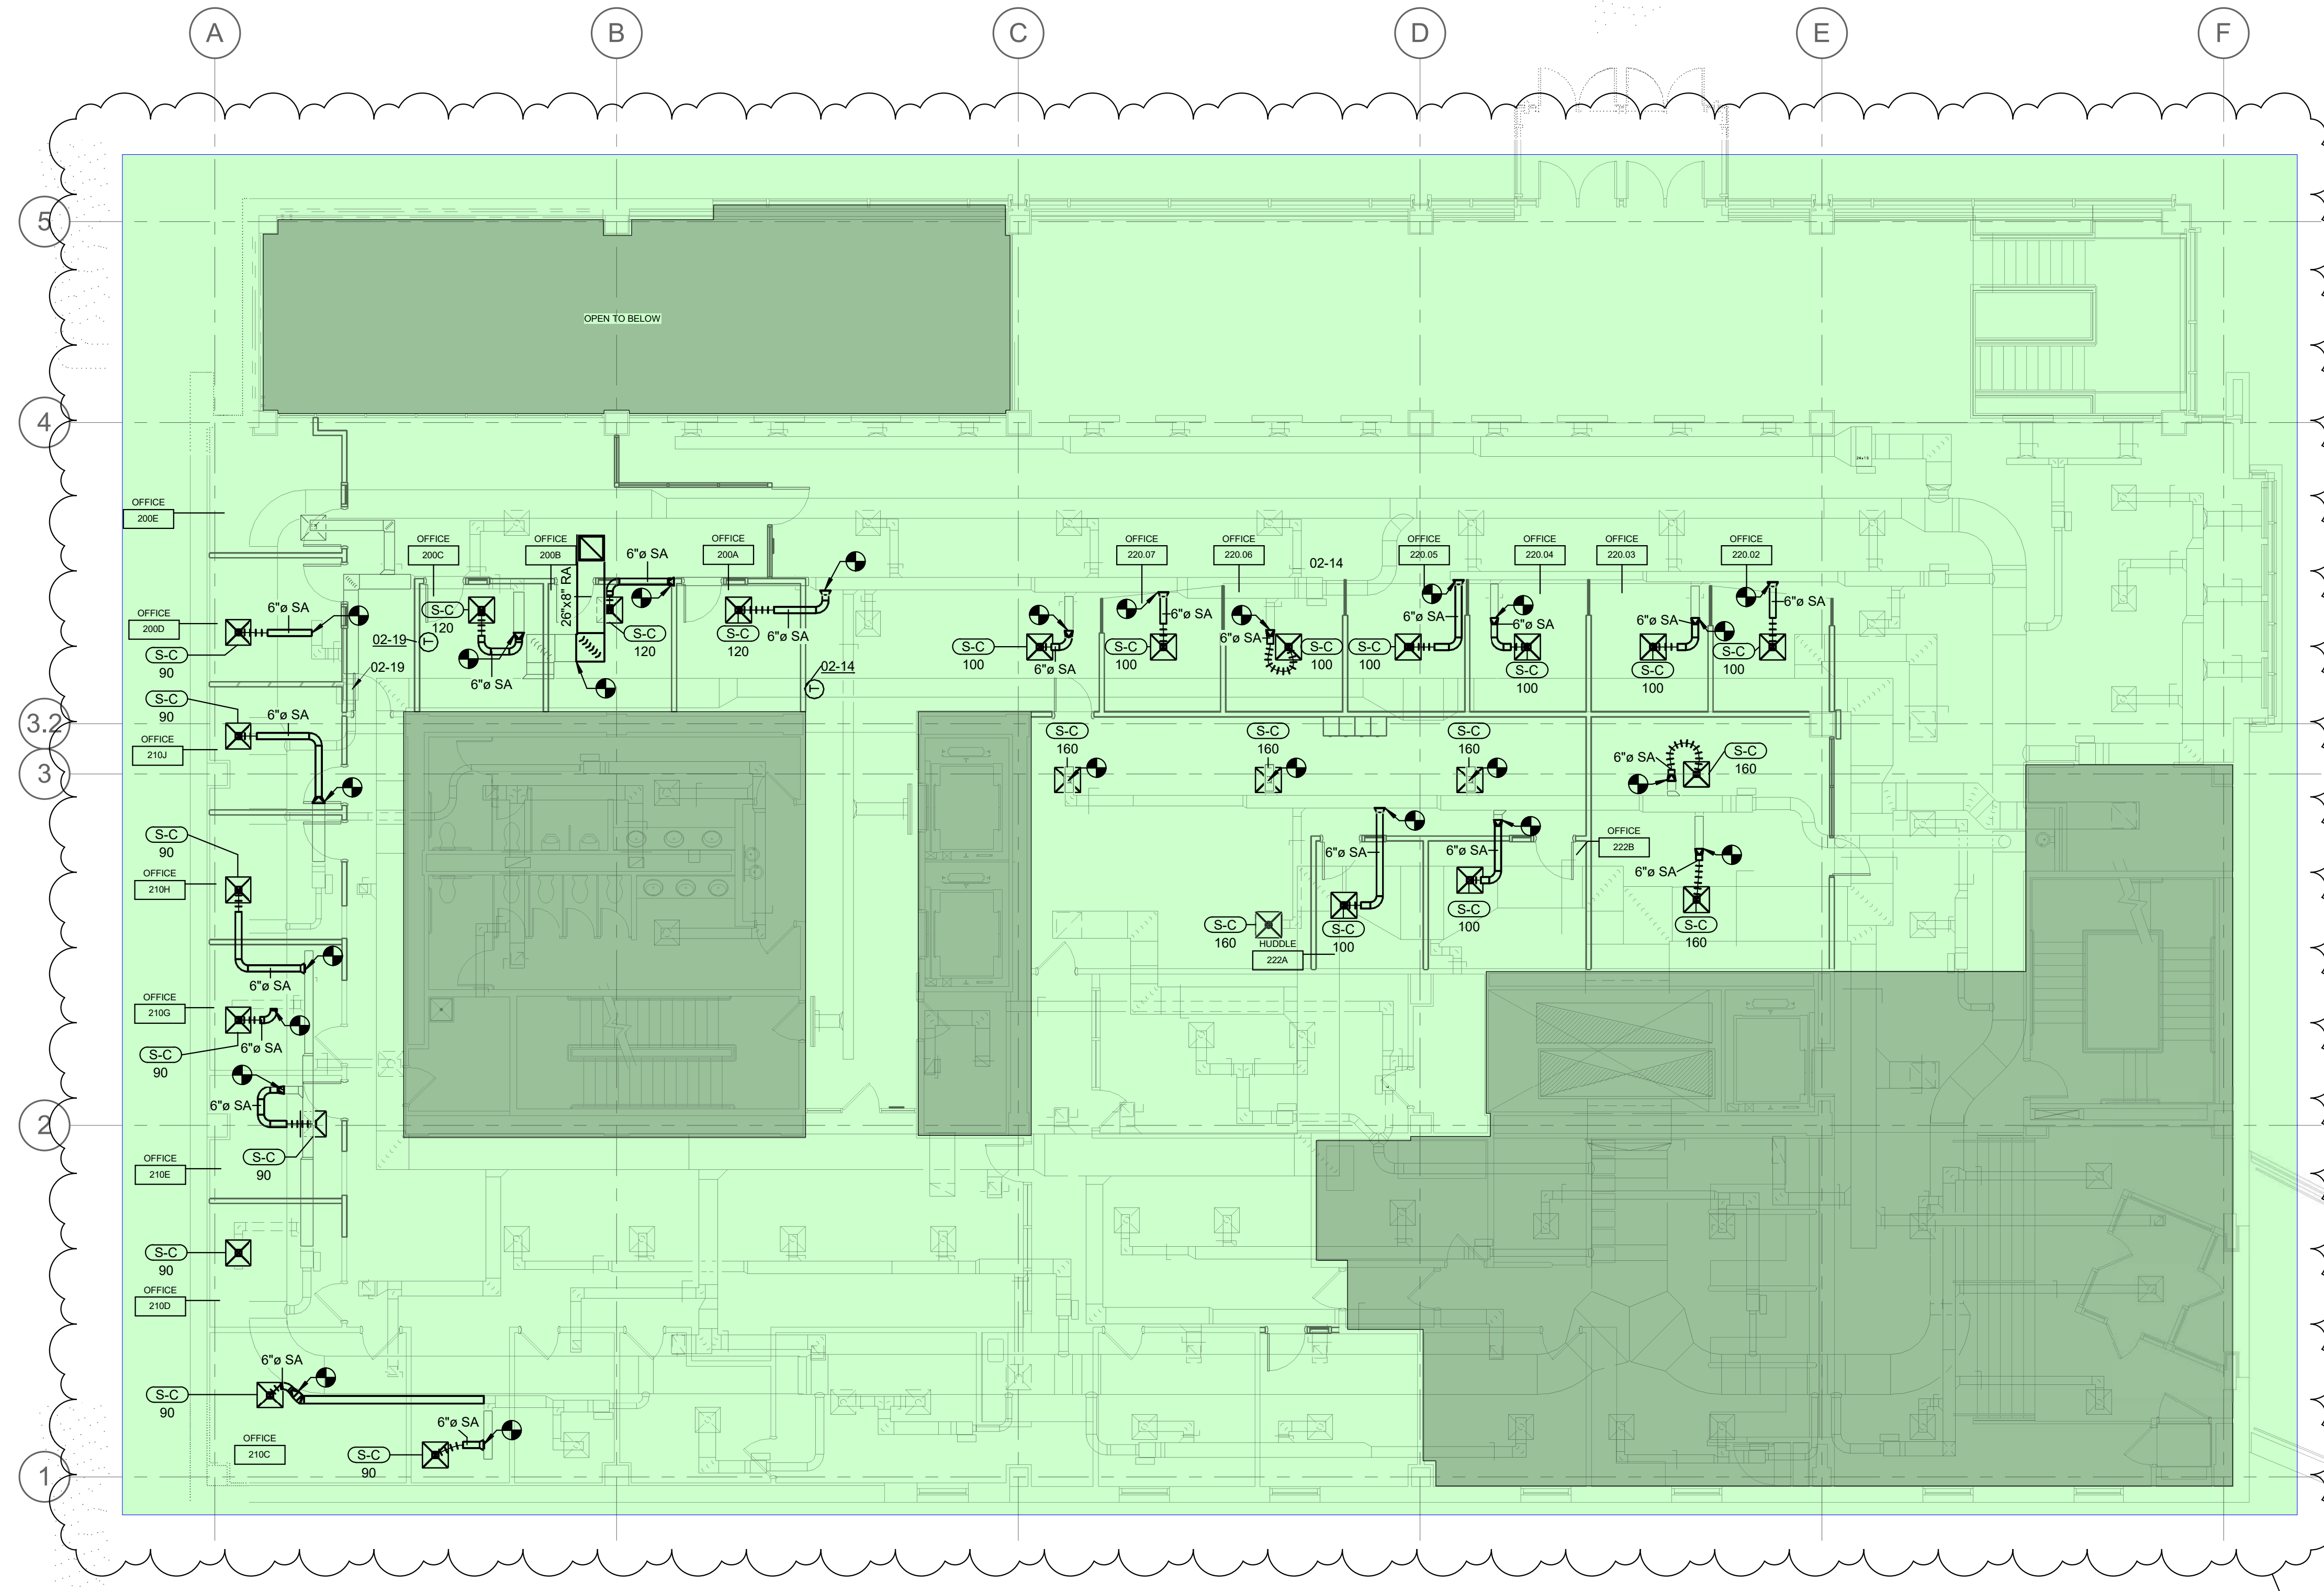 A
B
C
D
E
F
5
OPEN TO BELOW
4
OFFICE
200E
OFFICE
200C
OFFICE
200B
6"ø SA
OFFICE
200A
OFFICE
220.07
OFFICE
220.06
02-14
OFFICE
220.05
OFFICE
220.04
OFFICE
220.03
OFFICE
220.02
26"x8" RA
OFFICE
200D
6"ø SA
S-C
90
S-C
120
02-19
02-19
6"ø SA
S-C
120
S-C
120
6"ø SA
02-14
S-C
100
6"ø SA
6"ø SA
S-C
100
6"ø SA
S-C
100
6"ø SA
S-C
100
6"ø SA
S-C
100
6"ø SA
S-C
100
6"ø SA
S-C
100
3.2
S-C
90
6"ø SA
OFFICE
210J
S-C
160
S-C
160
S-C
160
6"ø SA
S-C
160
3
S-C
90
OFFICE
210H
6"ø SA
6"ø SA
6"ø SA
OFFICE
222B
6"ø SA
S-C
160
HUDDLE
222A
S-C
100
S-C
100
S-C
160
OFFICE
210G
6"ø SA
S-C
90
6"ø SA
2
S-C
90
OFFICE
210E
S-C
90
OFFICE
210D
6"ø SA
S-C
90
6"ø SA
OFFICE
210C
S-C
90
1